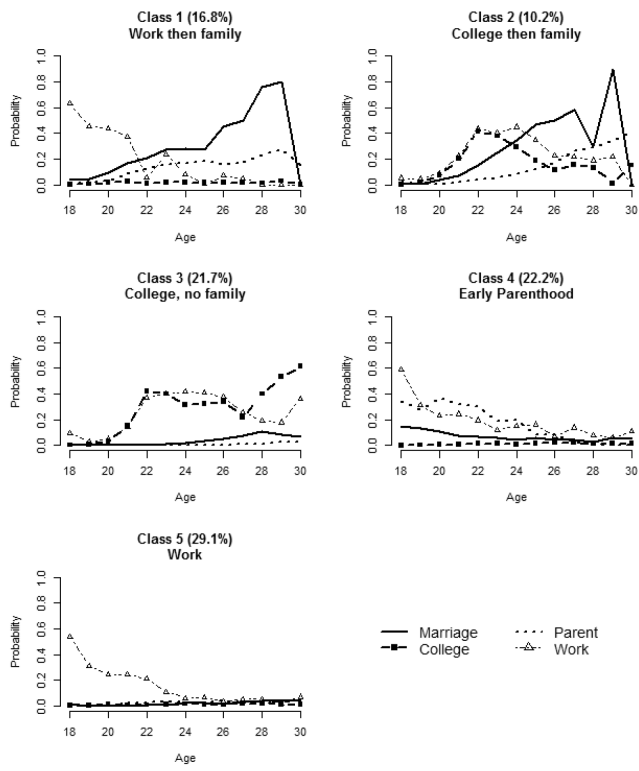 Class 1 (16.8%)
Work then family
Probability
0.0 0.2 0.4 0.6 0.8 1.0
18 20 22 24 26 28 30
Age
Class 2 (10.2%)
College then family
Probability
0.0 0.2 0.4 0.6 0.8 1.0
18 20 22 24 26 28 30
Age
Class 3 (21.7%)
College, no family
Probability
0.0 0.2 0.4 0.6 0.8 1.0
18 20 22 24 26 28 30
Age
Class 4 (22.2%)
Early Parenthood
Probability
0.0 0.2 0.4 0.6 0.8 1.0
18 20 22 24 26 28 30
Age
Class 5 (29.1%)
Work
Probability
0.0 0.2 0.4 0.6 0.8 1.0
18 20 22 24 26 28 30
Age
Marriage Parent
College Work